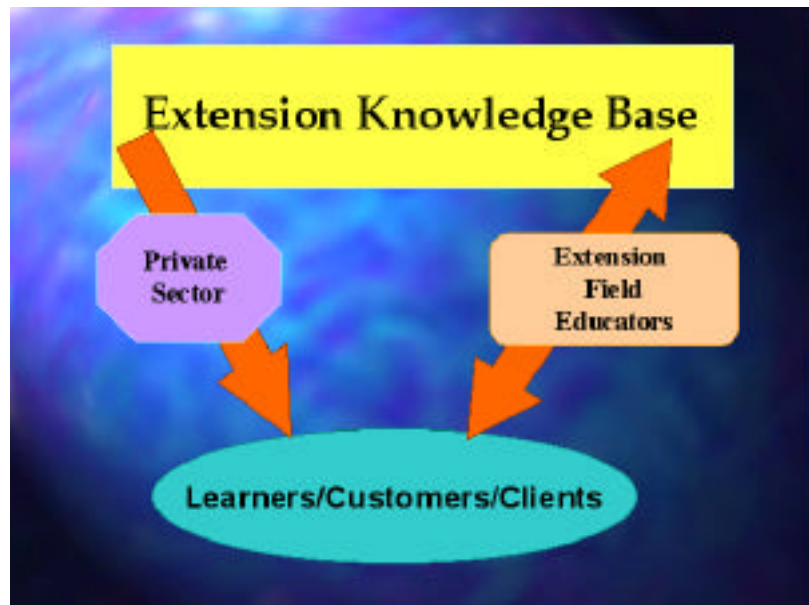 Extension Knowledge Base
Private
Sector
Extension
Field
Educators
Learners/Customers/Clients